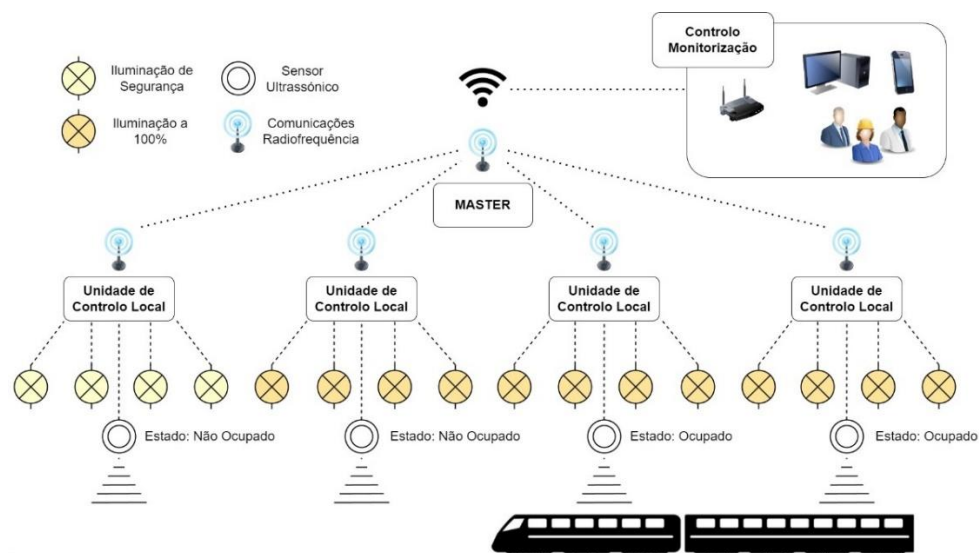 Controlo
Monitorização
Iluminação de
Segurança
Sensor
Ultrassónico
Iluminação a
100%
Comunicações
Radiofrequência
MASTER
Unidade de
Controlo Local
Unidade de
Controlo Local
Unidade de
Controlo Local
Unidade de
Controlo Local
Estado: Não Ocupado
Estado: Não Ocupado
Estado: Ocupado
Estado: Ocupado